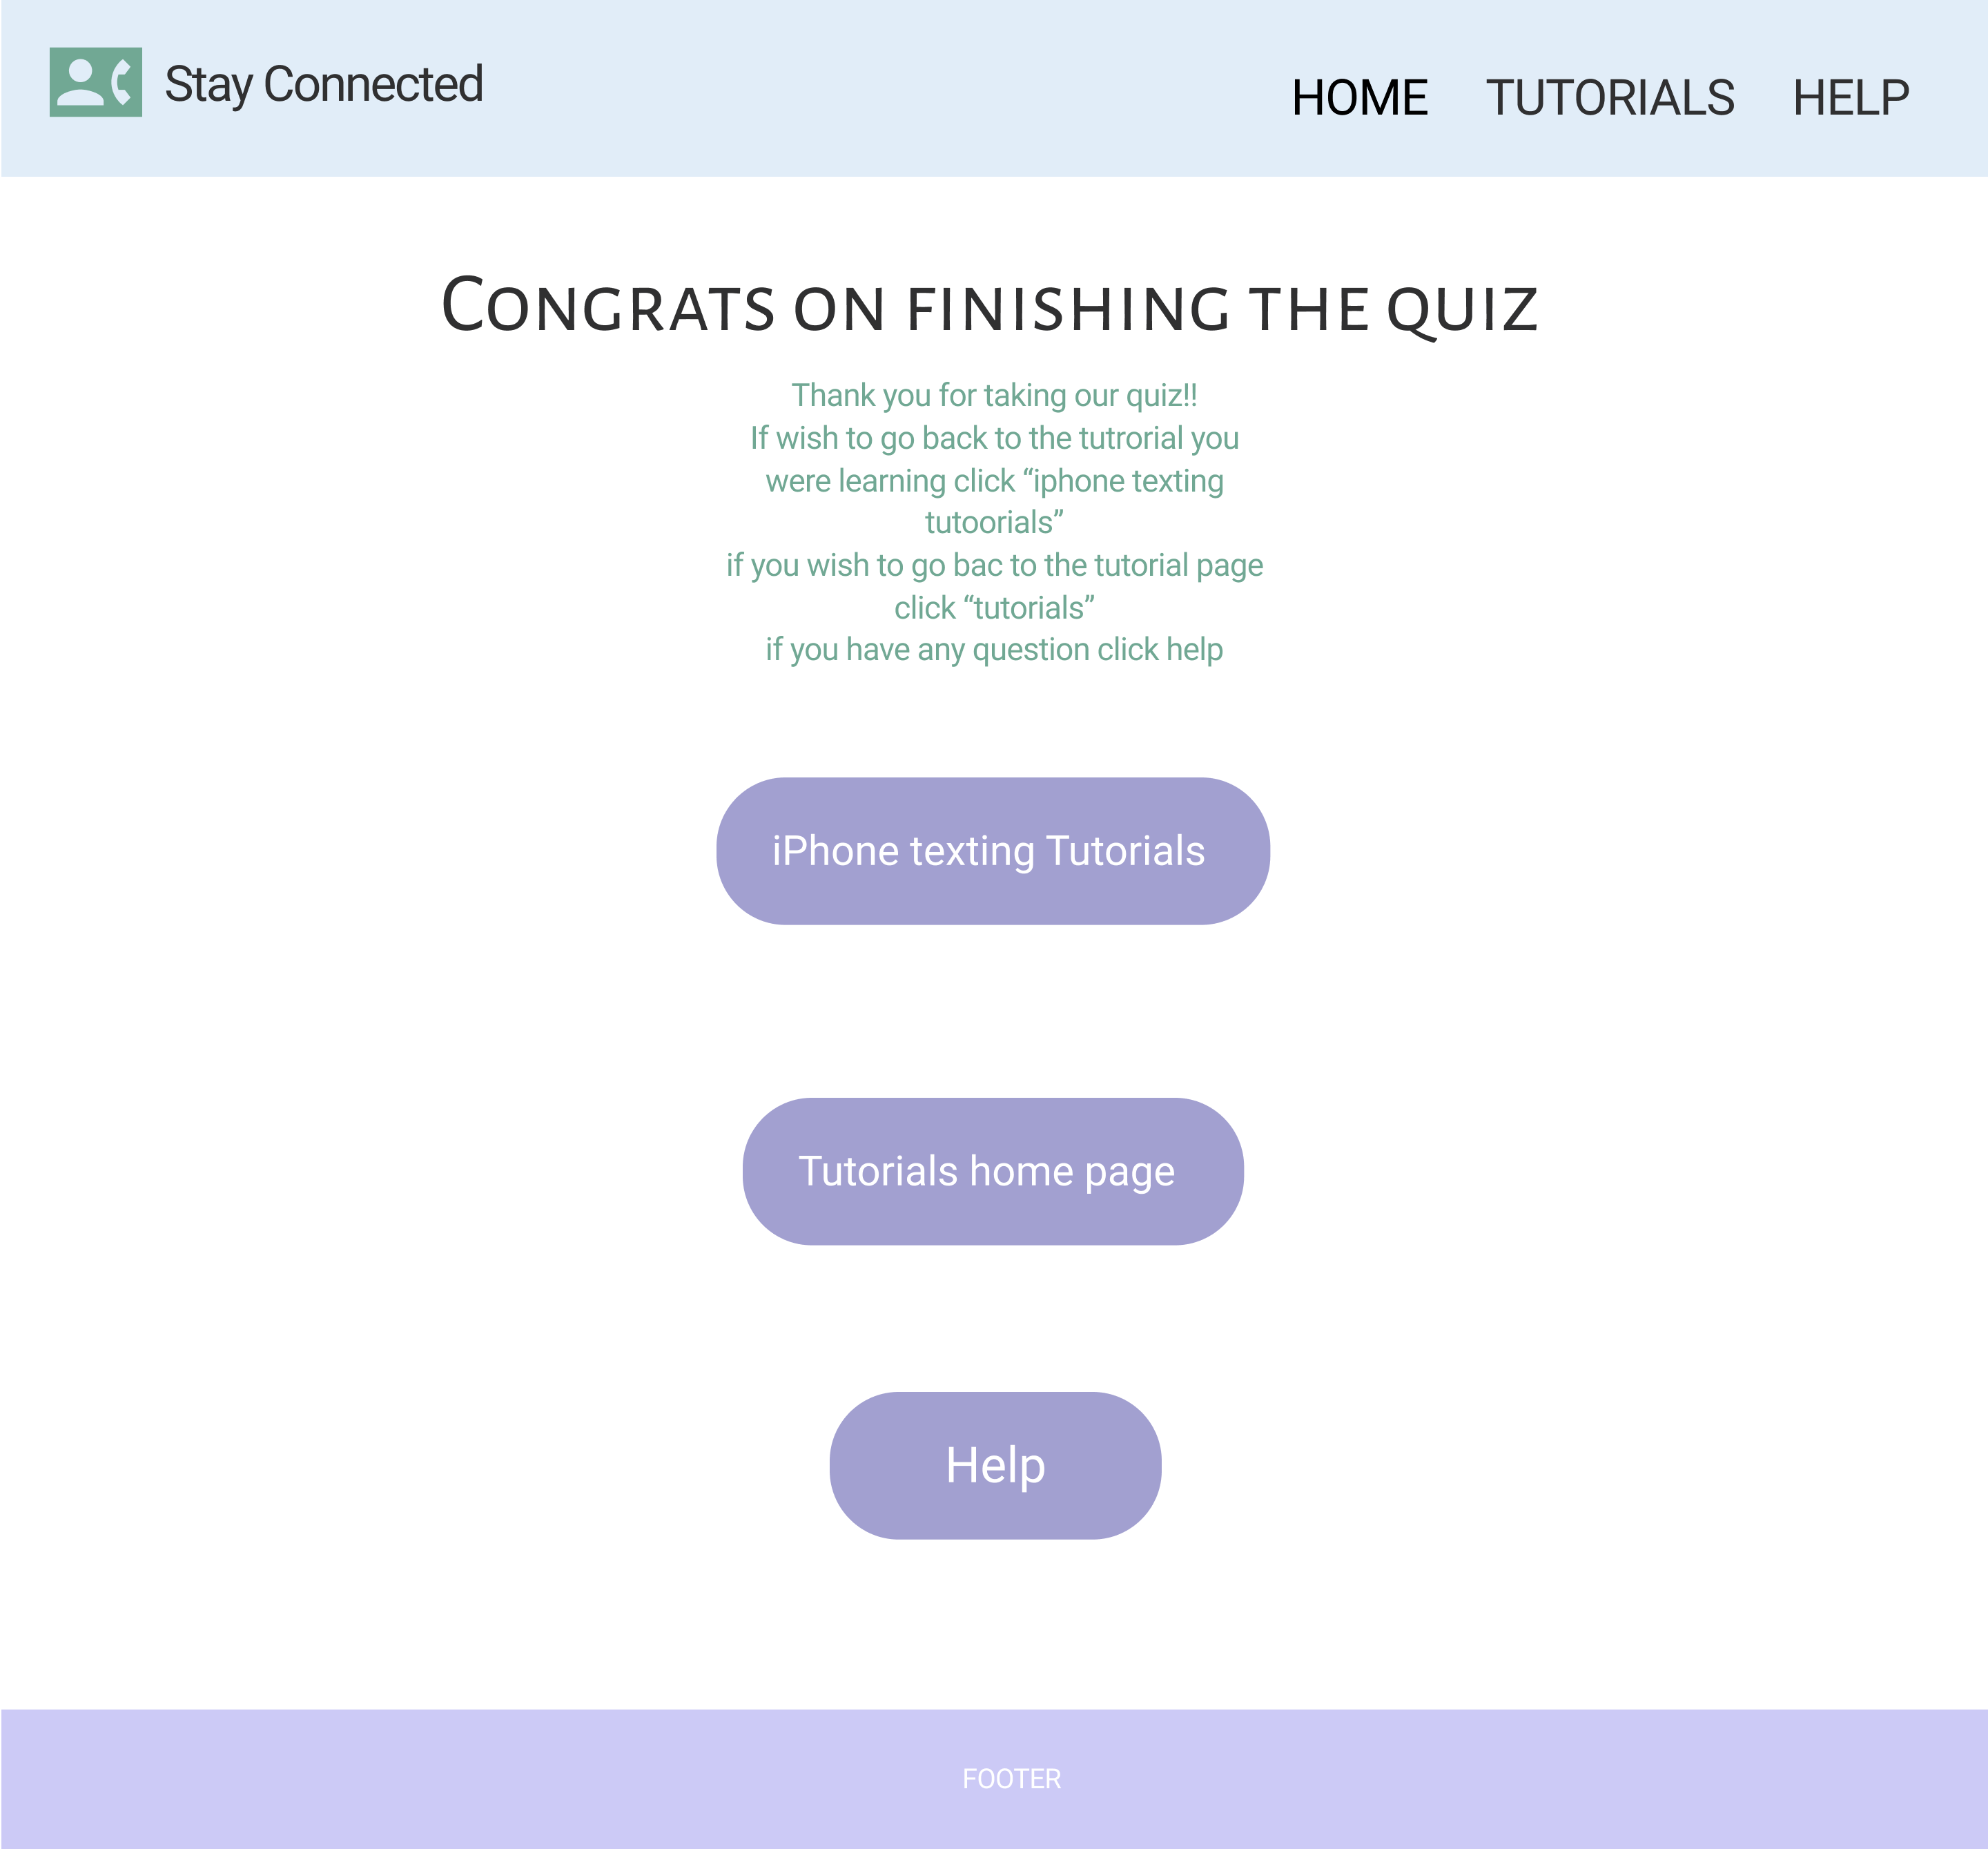 Stay Connected
HOME TUTORIALS HELP
Congrats on finishing the quiz
Thank you for taking our quiz!!
If wish to go back to the tutrorial you
were learning click “iphone texting
tutoorials”
if you wish to go bac to the tutorial page
click “tutorials”
if you have any question click help
iPhone texting Tutorials
Tutorials home page
Help
FOOTER